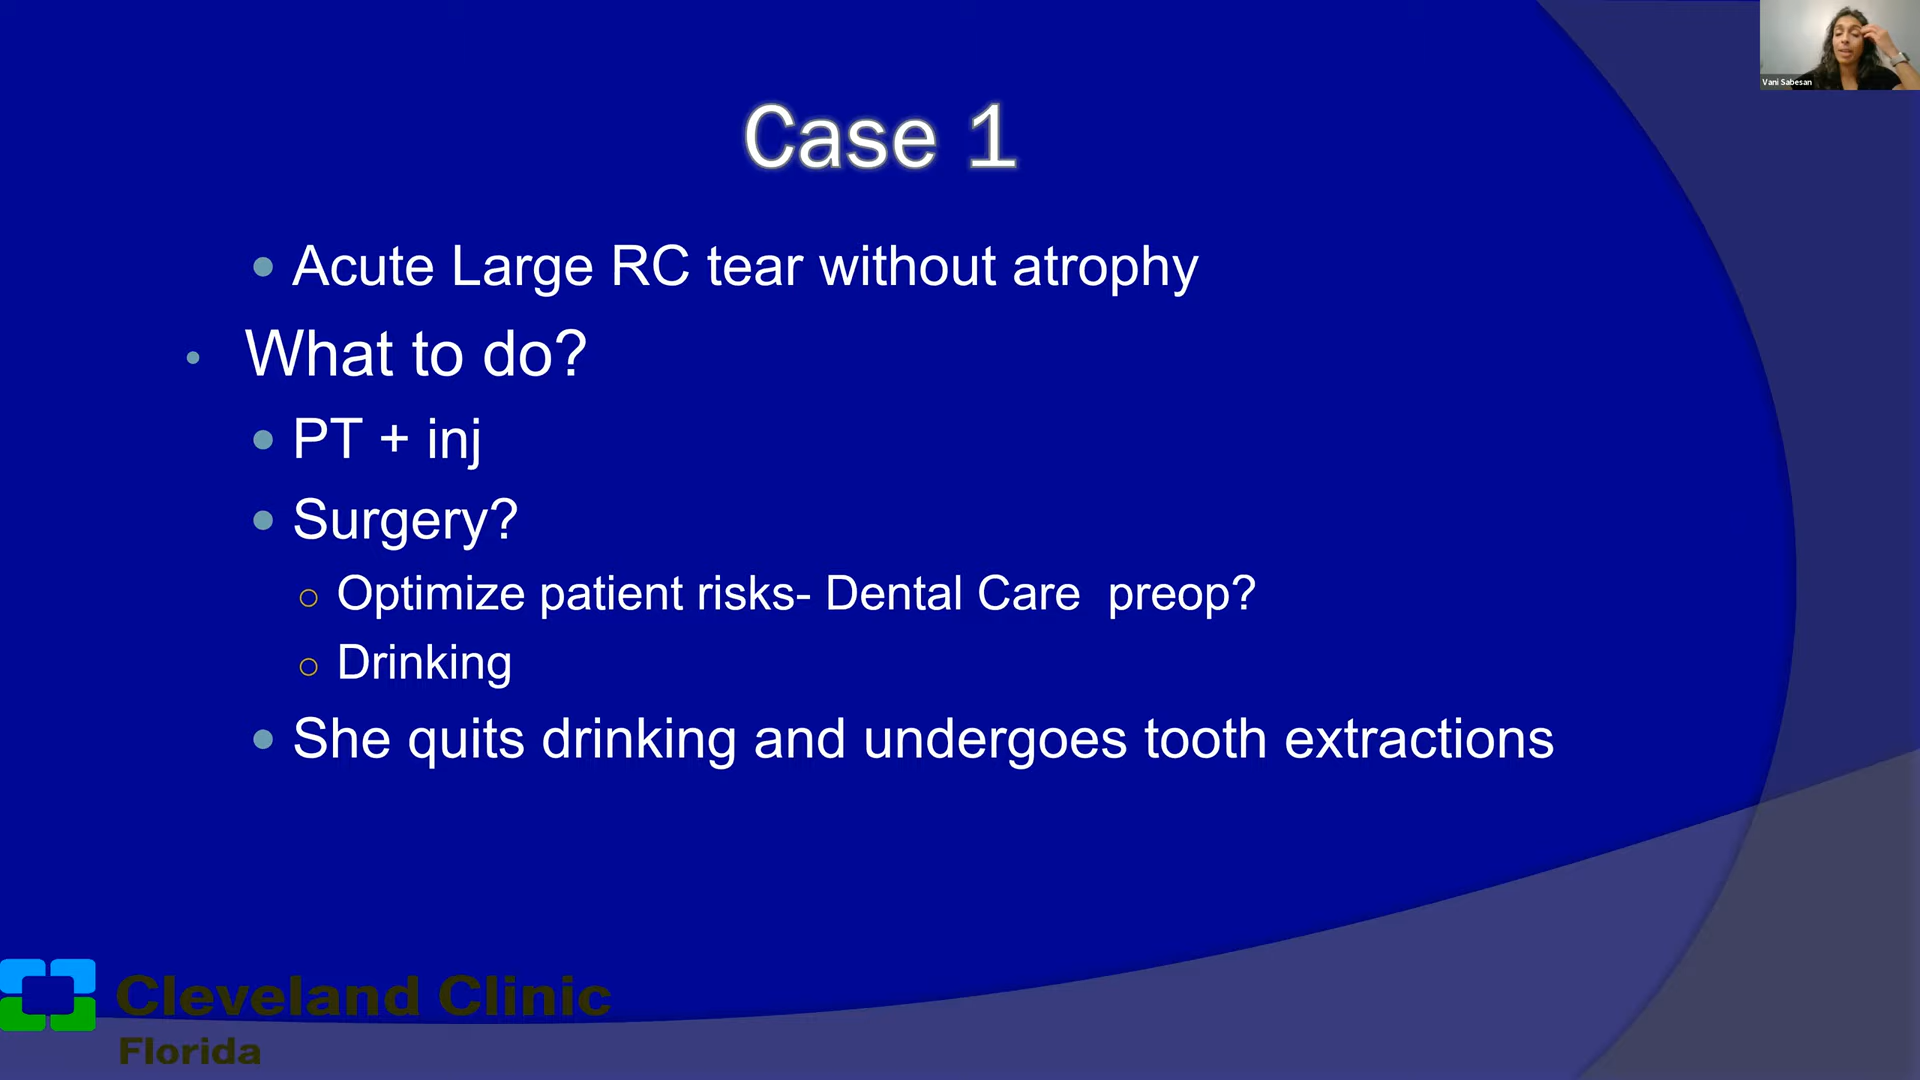 Vani Sabesan
Case 1
Acute Large RC tear without atrophy
What to do?
PT + inj
Surgery?
Optimize patient risks- Dental Care preop?
Drinking
She quits drinking and undergoes tooth extractions
Cleveland Clinic
Florida